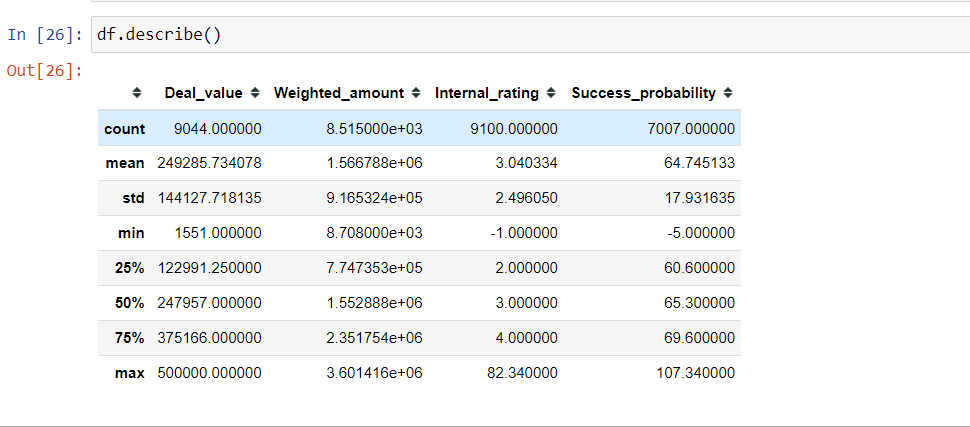 In [26]: df.describe()
Out[26]:
Deal_value Weighted_amount Internal_rating Success_probability
count 9044.000000 8.515000e+03 9100.000000 7007.000000
mean 249285.734078 1.566788e+06 3.040334 64.745133
std 144127.718135 9.165324e+05 2.496050 17.931635
min 1551.000000 8.708000e+03 -1.000000 -5.000000
25% 122991.250000 7.747353e+05 2.000000 60.600000
50% 247957.000000 1.552888e+06 3.000000 65.300000
75% 375166.000000 2.351754e+06 4.000000 69.600000
max 500000.000000 3.601416e+06 82.340000 107.340000